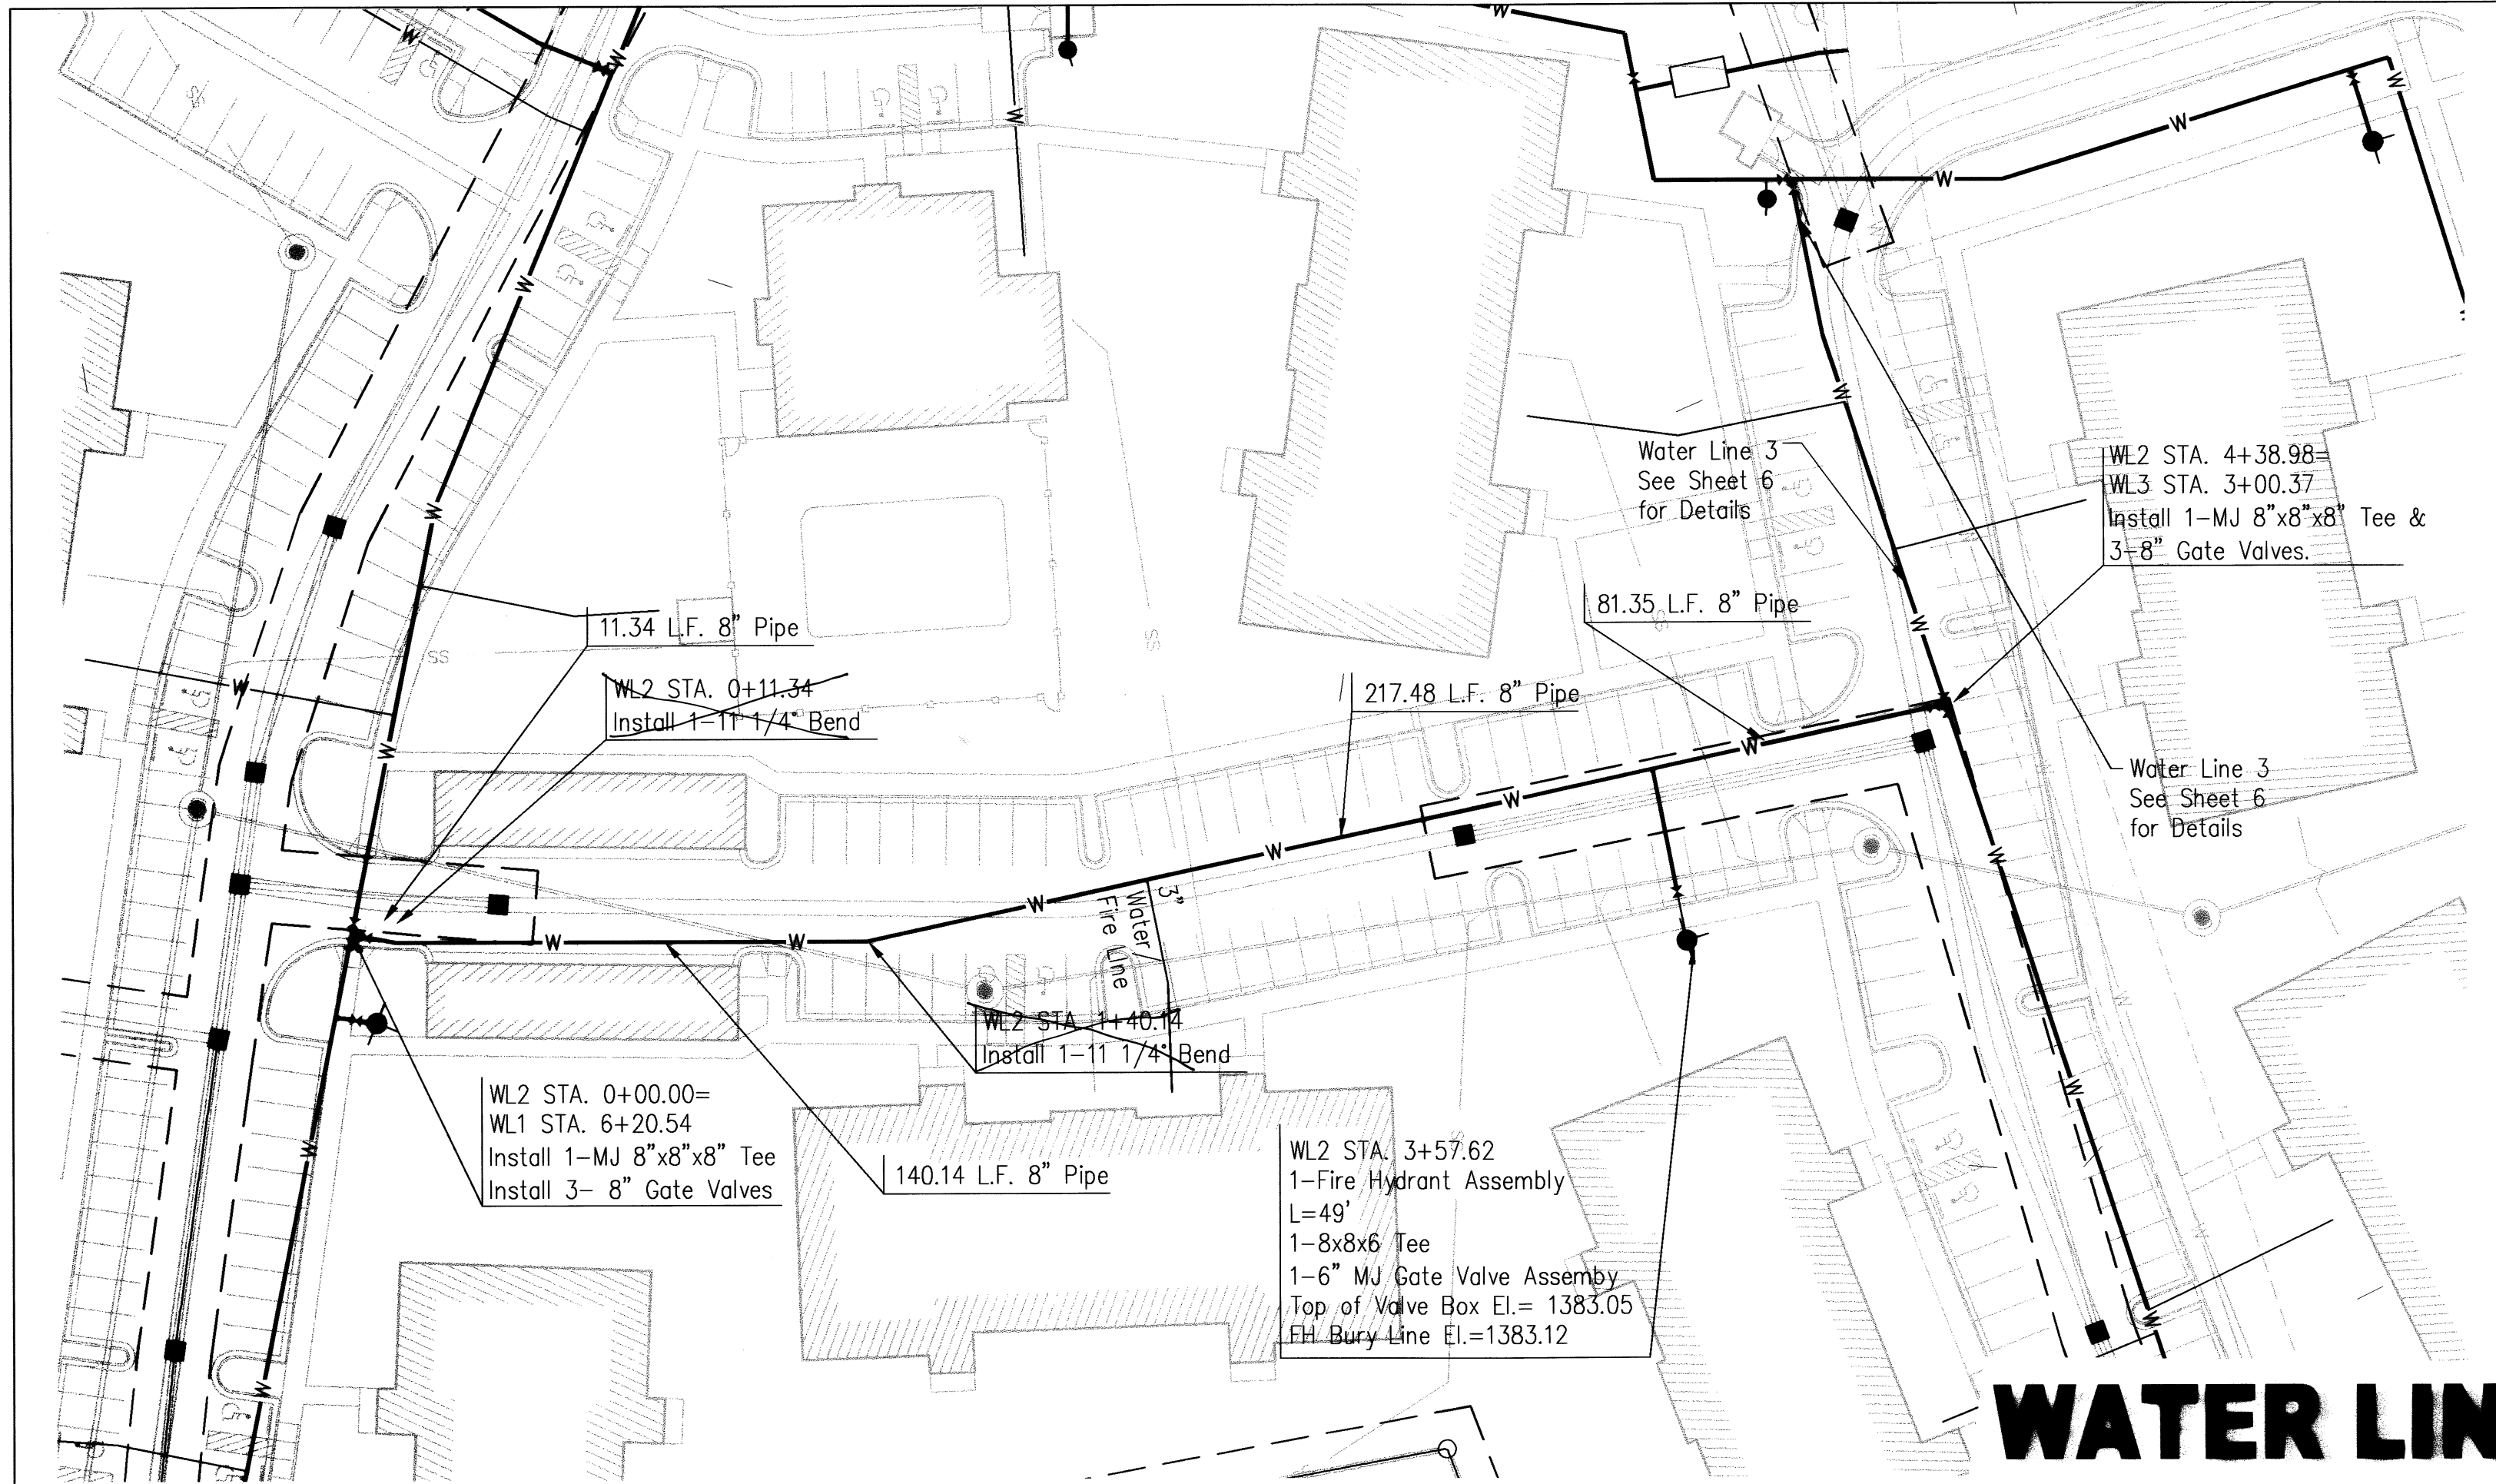 W
W
W
W
W
W
W
W
W
W
Water Line 3
See Sheet 6
for Details
WL2 STA. 4+38.98=
WL3 STA. 3+00.37
Install 1-MJ 8"x8"x8" Tee &
3-8" Gate Valves.
W
11.34 L.F. 8" Pipe
81.35 L.F. 8" Pipe
W
SS
S
WL2 STA. 0+11.34
Install 1-11 1/4° Bend
217.48 L.F. 8" Pipe
W
W
W
Water Line 3
See Sheet 6
for Details
W
W
W
W
3"
Water/
Fire Line
W
W
WL2 STA. 1+40.14
Install 1-11 1/4° Bend
WL2 STA. 0+00.00=
WL1 STA. 6+20.54
Install 1-MJ 8"x8"x8" Tee
Install 3- 8" Gate Valves
W
W
140.14 L.F. 8" Pipe
WL2 STA. 3+57.62
1-Fire Hydrant Assembly
L=49'
1-8x8x6 Tee
1-6" MJ Gate Valve Assemby
Top of Valve Box El.= 1383.05
FH Bury Line El.=1383.12
W
W
WATER LIN